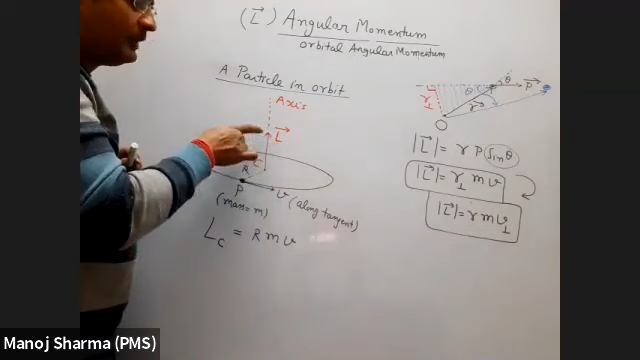 (L⃗) Angular Momentum
orbital Angular Momentum
A Particle in orbit
Axis
L⃗
C
R
P
v (along tangent)
(mass = m)
L_C = R m v
θ
P⃗
θ
r⊥
r⃗
O
|L⃗| = r P Sinθ
|L⃗| = r⊥ m v
|L⃗| = r m v⊥
Manoj Sharma (PMS)